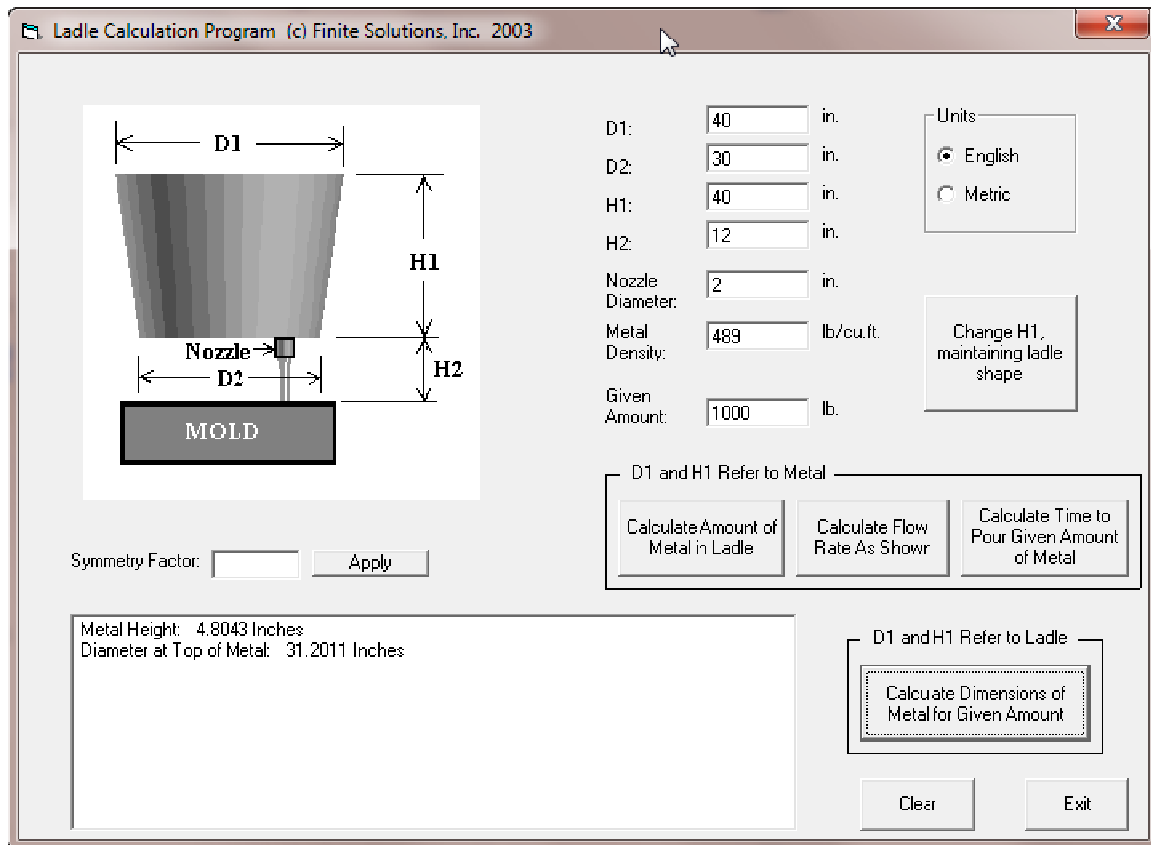 Ladle Calculation Program (c) Finite Solutions, Inc. 2003
X
D1
H1
Nozzle
D2
H2
MOLD
D1:
40
in.
D2:
30
in.
H1:
40
in.
H2:
12
in.
Nozzle
Diameter:
2
in.
Metal
Density:
489
lb/cu.ft.
Given
Amount:
1000
lb.
Units
English
Metric
Change H1,
maintaining ladle
shape
D1 and H1 Refer to Metal
Calculate Amount of
Metal in Ladle
Calculate Flow
Rate As Shown
Calculate Time to
Pour Given Amount
of Metal
Symmetry Factor:
Apply
Metal Height: 4.8043 Inches
Diameter at Top of Metal: 31.2011 Inches
D1 and H1 Refer to Ladle
Calcuate Dimensions of
Metal for Given Amount
Clear
Exit